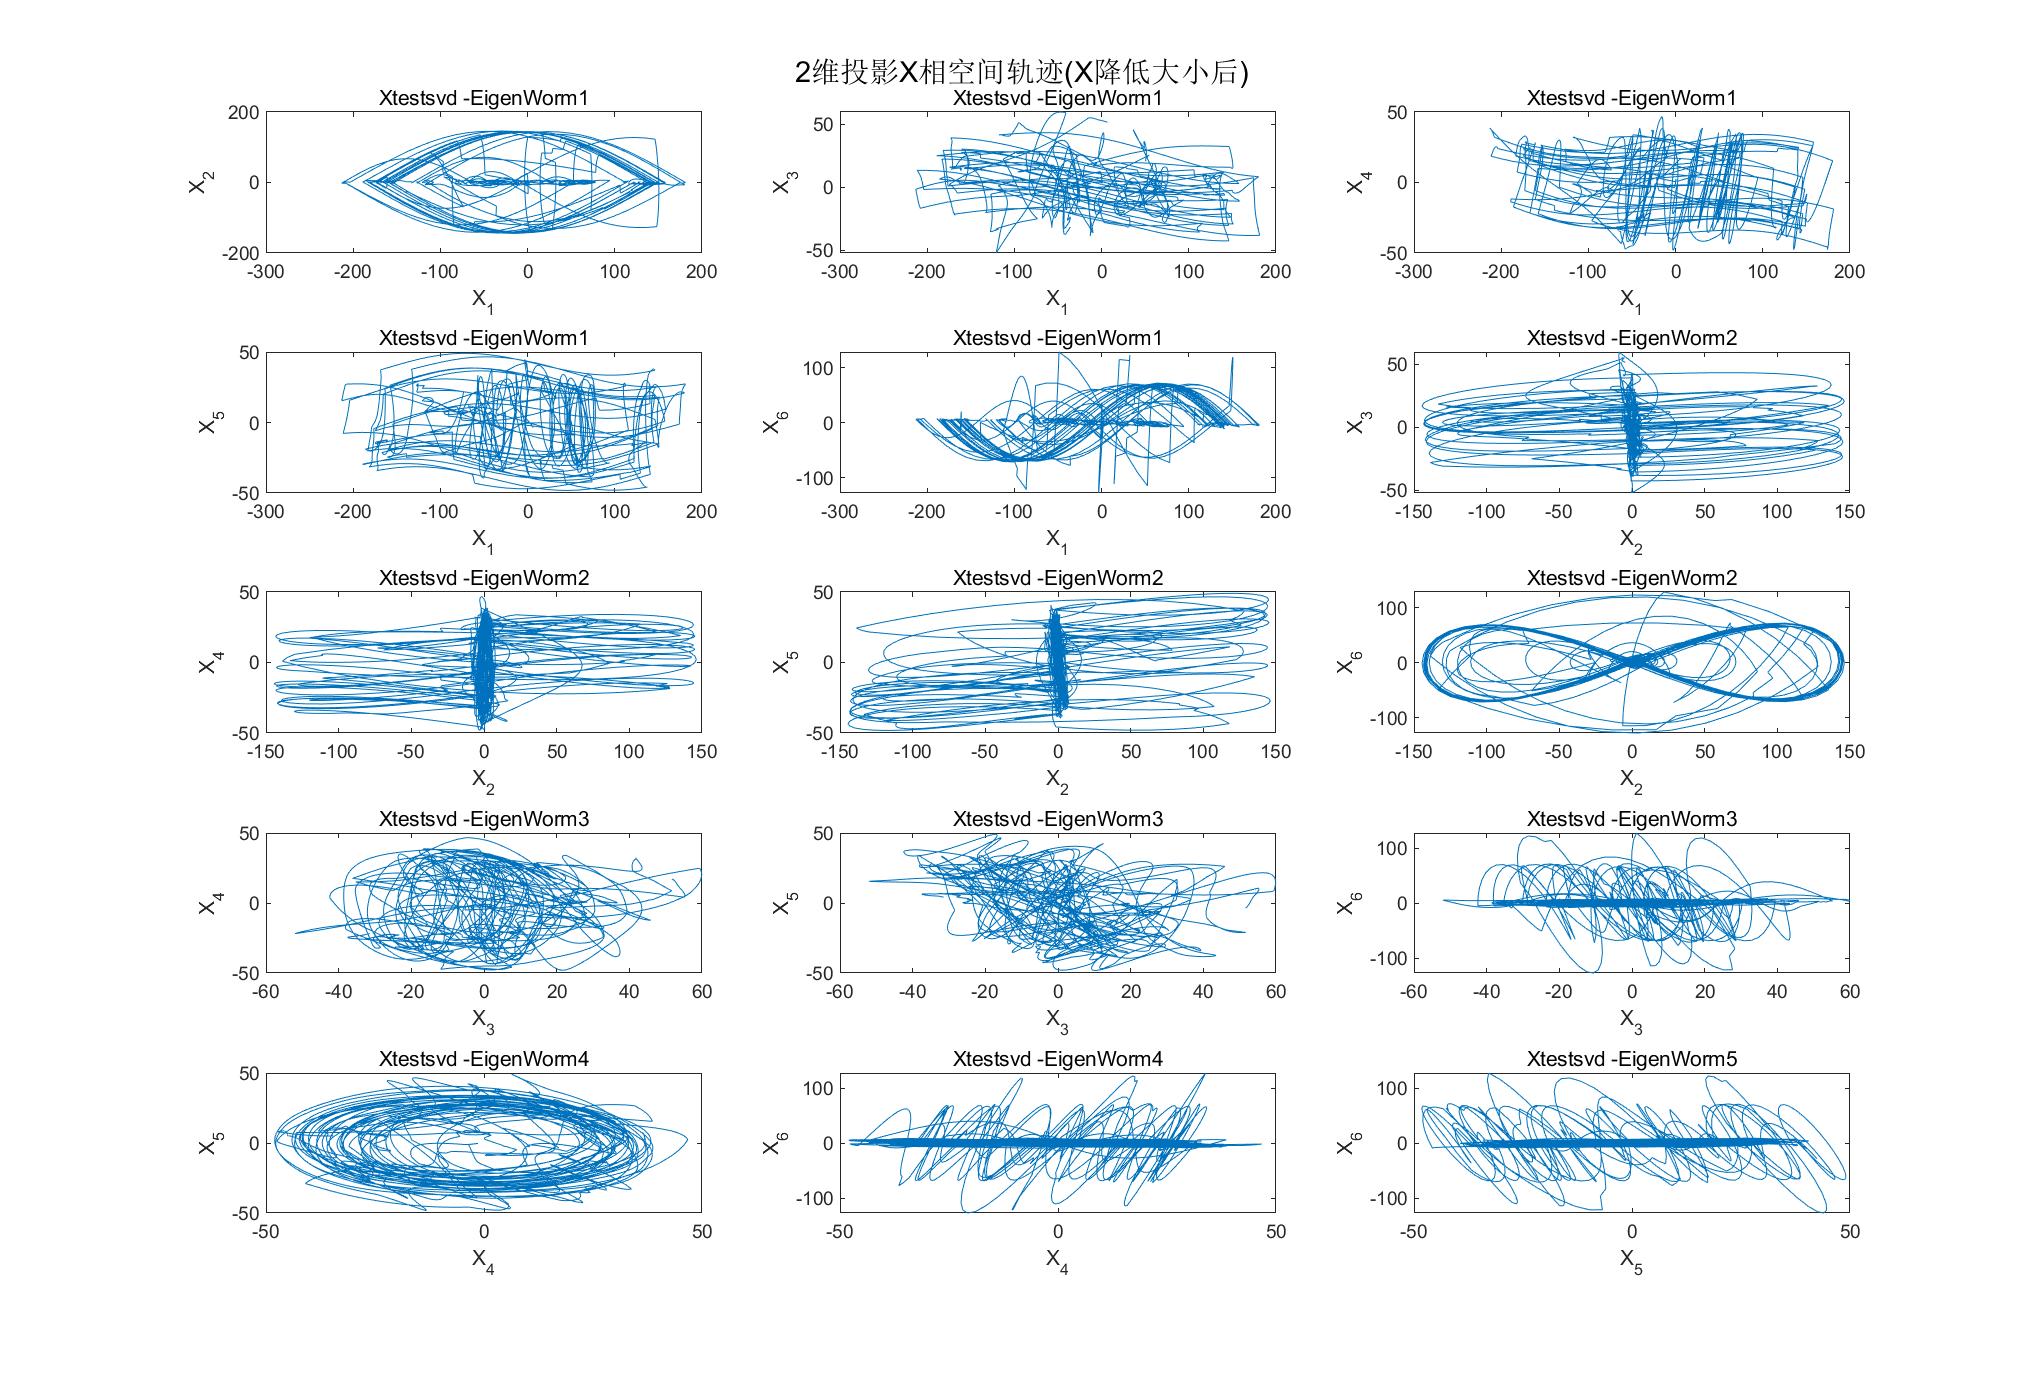 2维投影X相空间轨迹(X降低大小后)
Xtestsvd -EigenWorm1
200
0
-200
X2
-300 -200 -100 0 100 200
X1
Xtestsvd -EigenWorm1
50
0
-50
X3
-300 -200 -100 0 100 200
X1
Xtestsvd -EigenWorm1
50
0
-50
X4
-300 -200 -100 0 100 200
X1
Xtestsvd -EigenWorm1
50
0
-50
X5
-300 -200 -100 0 100 200
X1
Xtestsvd -EigenWorm1
100
0
-100
X6
-300 -200 -100 0 100 200
X1
Xtestsvd -EigenWorm2
50
0
-50
X3
-150 -100 -50 0 50 100 150
X2
Xtestsvd -EigenWorm2
50
0
-50
X4
-150 -100 -50 0 50 100 150
X2
Xtestsvd -EigenWorm2
50
0
-50
X5
-150 -100 -50 0 50 100 150
X2
Xtestsvd -EigenWorm2
100
0
-100
X6
-150 -100 -50 0 50 100 150
X2
Xtestsvd -EigenWorm3
50
0
-50
X4
-60 -40 -20 0 20 40 60
X3
Xtestsvd -EigenWorm3
50
0
-50
X5
-60 -40 -20 0 20 40 60
X3
Xtestsvd -EigenWorm3
100
0
-100
X6
-60 -40 -20 0 20 40 60
X3
Xtestsvd -EigenWorm4
50
0
-50
X5
-50 0 50
X4
Xtestsvd -EigenWorm4
100
0
-100
X6
-50 0 50
X4
Xtestsvd -EigenWorm5
100
0
-100
X6
-50 0 50
X5